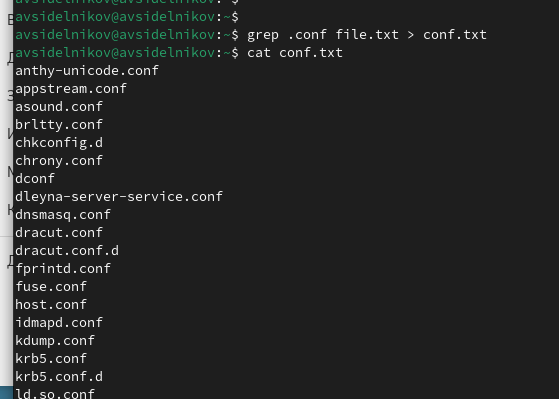 avsidelnikov@avsidelnikov:~$
avsidelnikov@avsidelnikov:~$
avsidelnikov@avsidelnikov:~$ grep .conf file.txt > conf.txt
avsidelnikov@avsidelnikov:~$ cat conf.txt
anthy-unicode.conf
appstream.conf
asound.conf
brltty.conf
chkconfig.d
chrony.conf
dconf
dleyna-server-service.conf
dnsmasq.conf
dracut.conf
dracut.conf.d
fprintd.conf
fuse.conf
host.conf
idmapd.conf
kdump.conf
krb5.conf
krb5.conf.d
ld.so.conf